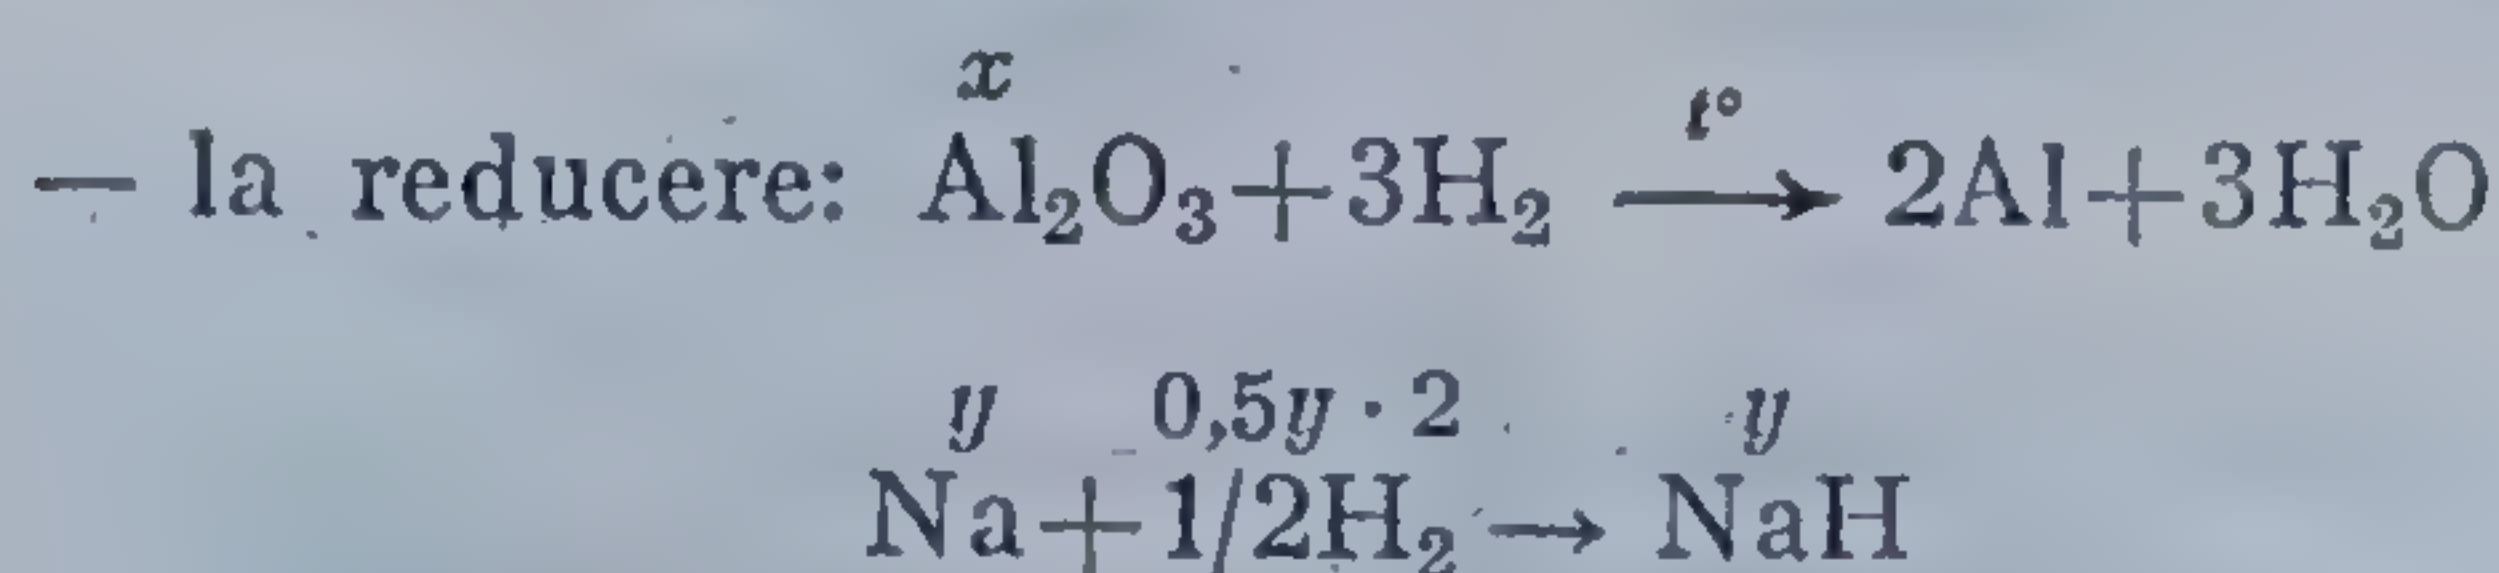 x
t°
— la reducere: Al₂O₃+3H₂ ⟶ 2Al+3H₂O
y 0,5y·2 y
Na+1/2H₂→NaH